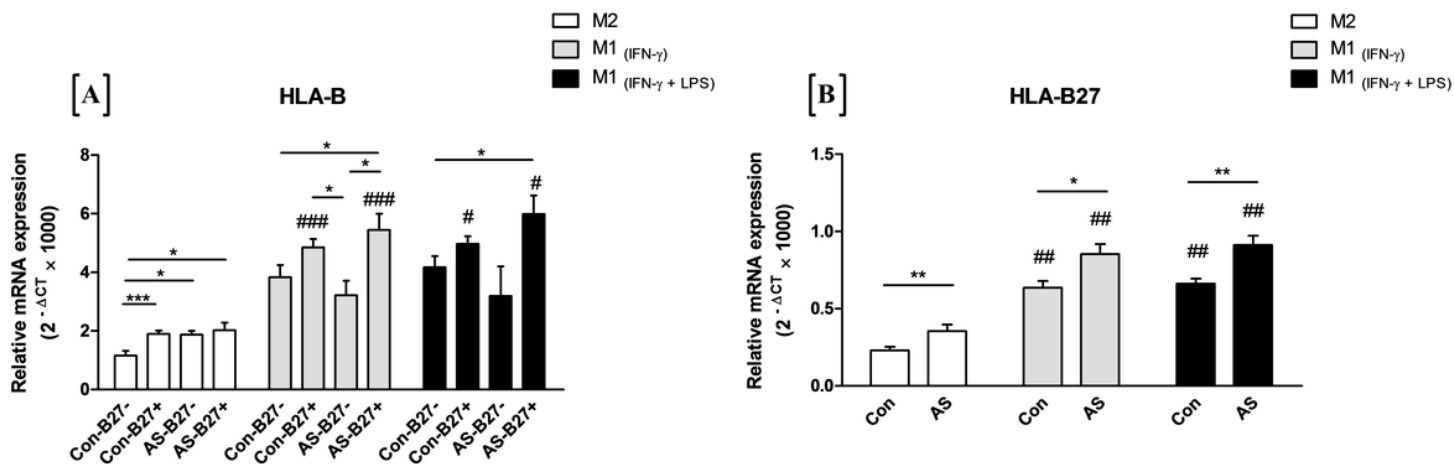 M2
M1 (IFN-γ)
M1 (IFN-γ + LPS)
[A]
HLA-B
Relative mRNA expression
(2 - ΔCT × 1000)
8
6
4
2
0
***
*
*
*
*
*
###
###
*
#
#
Con-B27-
Con-B27+
AS-B27-
AS-B27+
Con-B27-
Con-B27+
AS-B27-
AS-B27+
Con-B27-
Con-B27+
AS-B27-
AS-B27+
M2
M1 (IFN-γ)
M1 (IFN-γ + LPS)
[B]
HLA-B27
Relative mRNA expression
(2 - ΔCT × 1000)
1.5
1.0
0.5
0.0
**
*
##
##
**
##
##
Con
AS
Con
AS
Con
AS